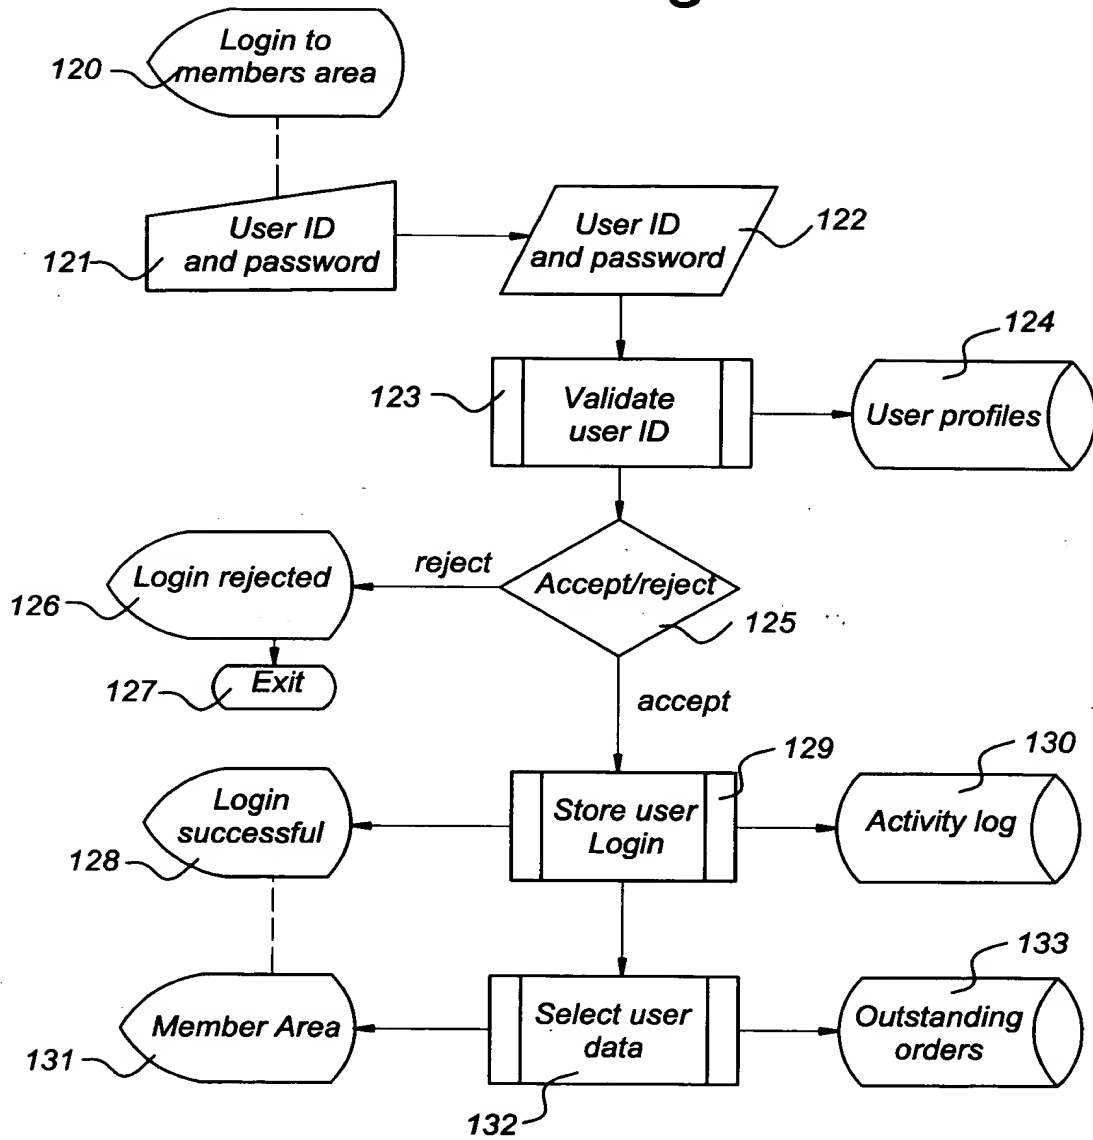 Login to
members area
120
User ID
and password
121
User ID
and password
122
Validate
user ID
123
User profiles
124
Accept/reject
125
reject
Login rejected
126
Exit
127
accept
Store user
Login
129
Activity log
130
Login
successful
128
Select user
data
132
Outstanding
orders
133
Member Area
131